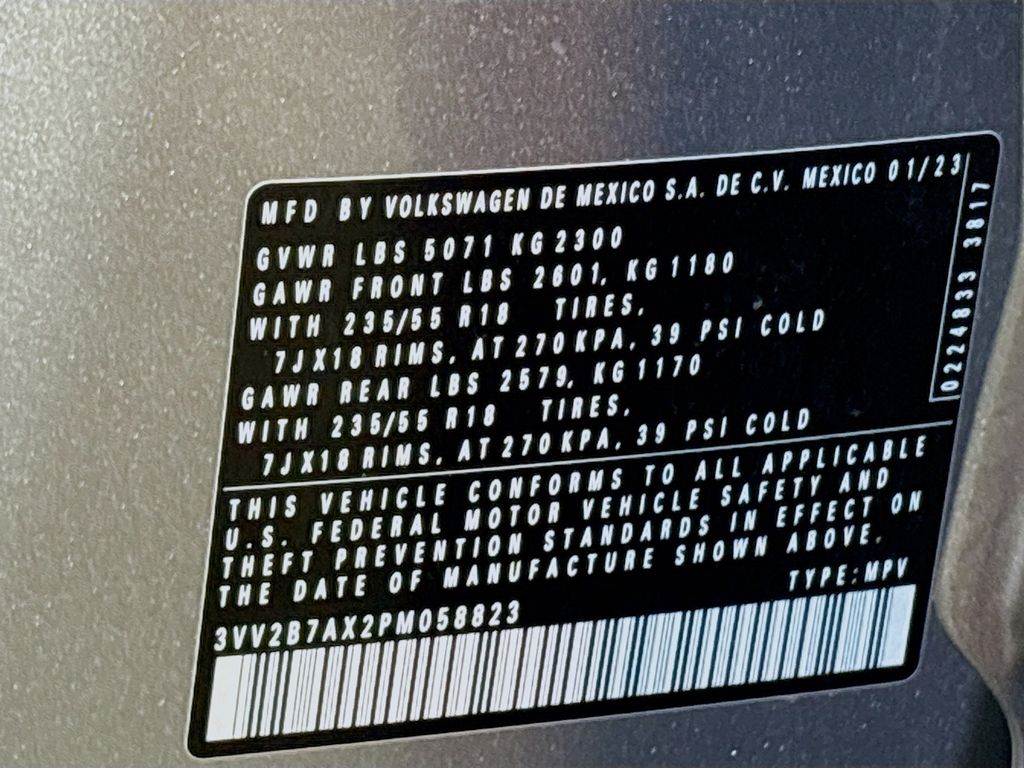 MFD BY VOLKSWAGEN DE MEXICO S.A. DE C.V. MEXICO 01/23
GVWR LBS 5071 KG 2300
GAWR FRONT LBS 2601, KG 1180
WITH 235/55 R18 TIRES,
7JX18 RIMS, AT 270 KPA, 39 PSI COLD
GAWR REAR LBS 2579, KG 1170
WITH 235/55 R18 TIRES,
7JX18 RIMS, AT 270 KPA, 39 PSI COLD
0224833 3817
THIS VEHICLE CONFORMS TO ALL APPLICABLE
U.S. FEDERAL MOTOR VEHICLE SAFETY AND
THEFT PREVENTION STANDARDS IN EFFECT ON
THE DATE OF MANUFACTURE SHOWN ABOVE.
TYPE: MPV
3VV2B7AX2PM058823